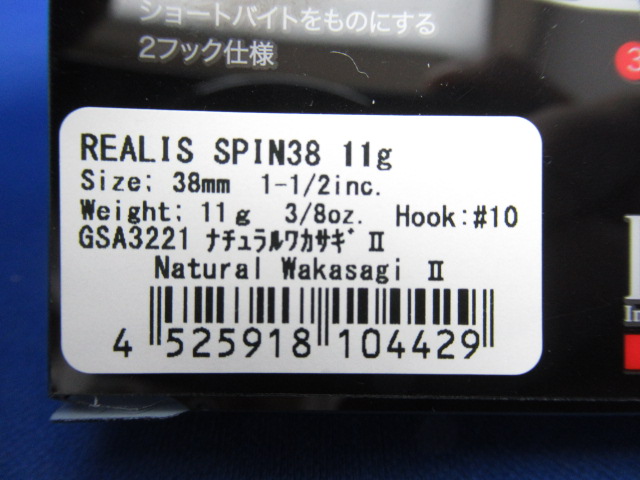 ショートバイトをものにする
2フック仕様
REALIS SPIN38 11g
Size: 38mm 1-1/2inc.
Weight: 11g 3/8oz. Hook:#10
GSA3221 ﾅﾁｭﾗﾙﾜｶｻｷﾞ Ⅱ
Natural Wakasagi Ⅱ
4 525918 104429